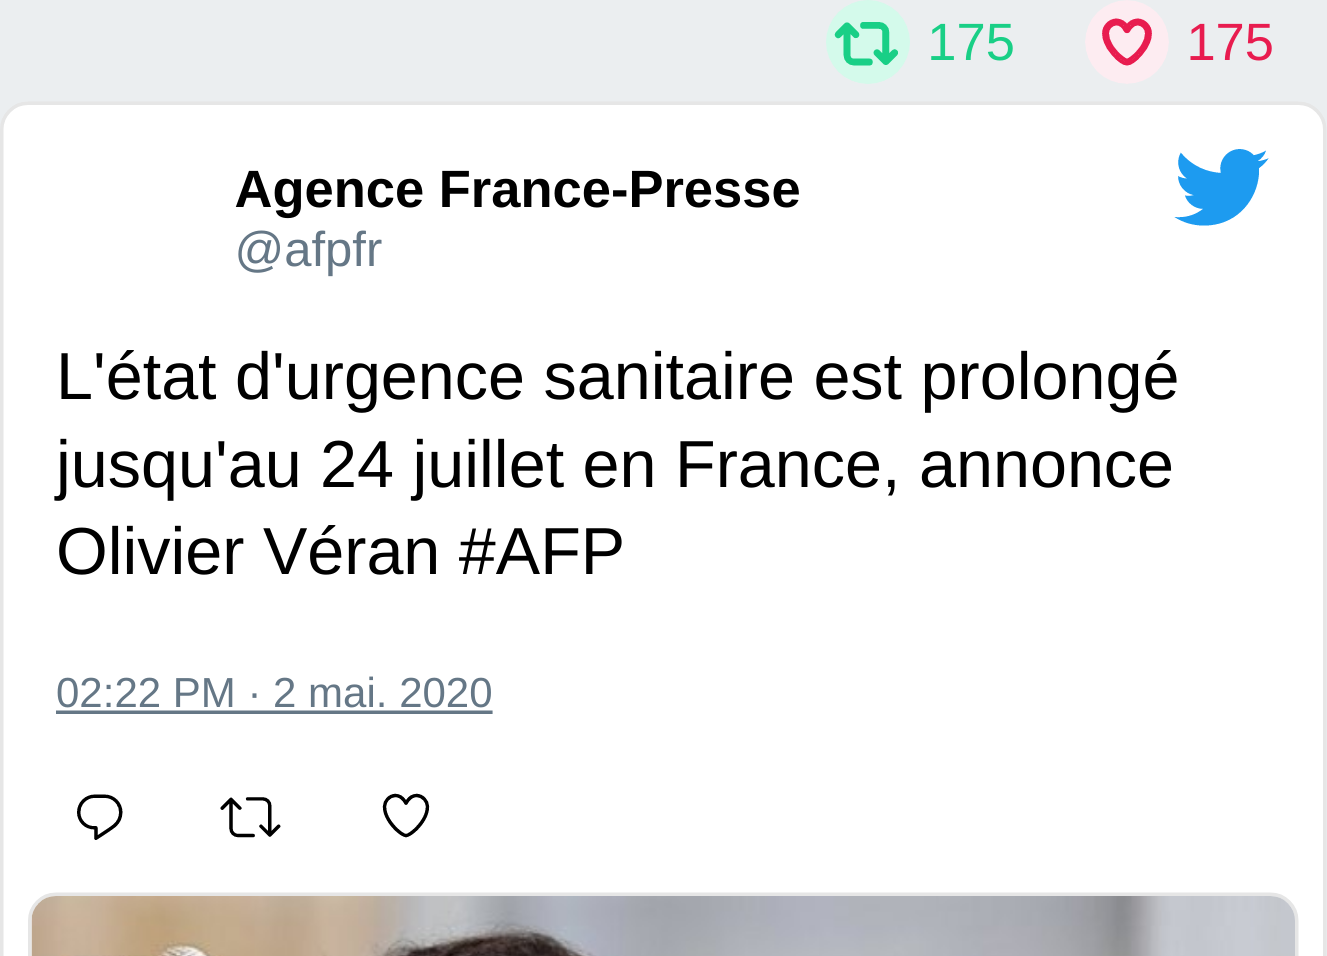 175 175
Agence France-Presse
@afpfr
L'état d'urgence sanitaire est prolongé
jusqu'au 24 juillet en France, annonce
Olivier Véran #AFP
02:22 PM · 2 mai. 2020